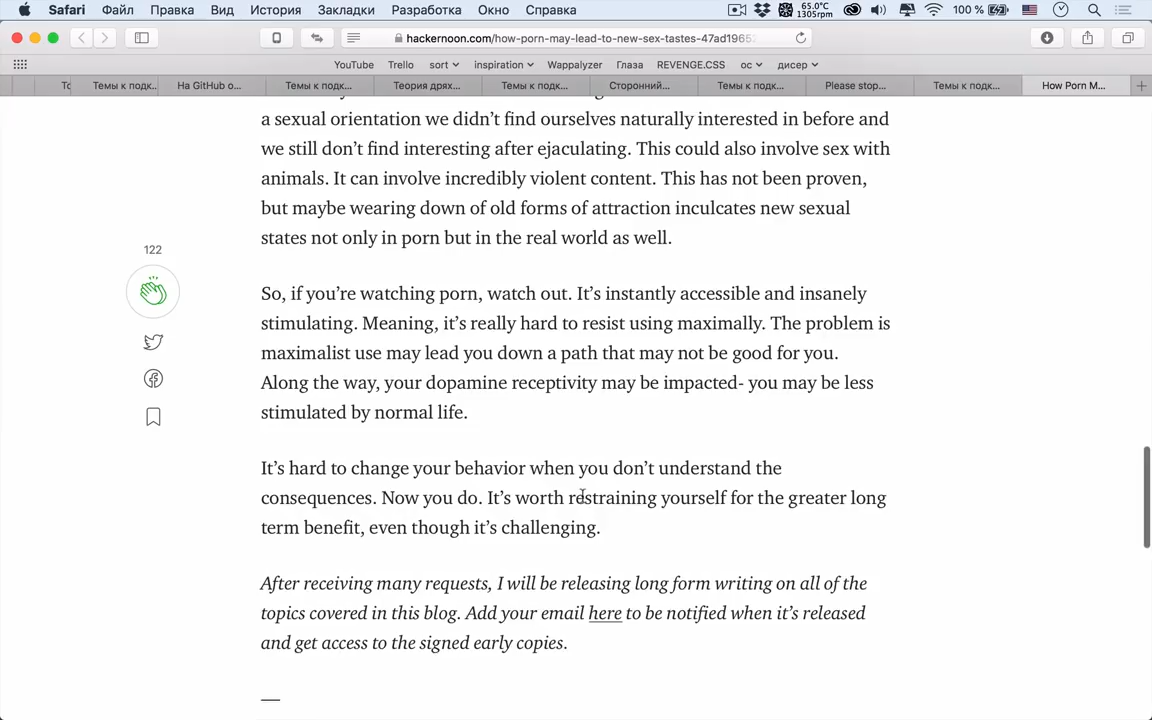 Safari Файл Правка Вид История Закладки Разработка Окно Справка 65.0°C 1305rpm 100 %
hackernoon.com/how-porn-may-lead-to-new-sex-tastes-47ad1965
YouTube Trello sort inspiration Wappalyzer Глаза REVENGE.CSS ос дисер
Тс Темы к подк... На GitHub о... Темы к подк... Теория дрях... Темы к подк... Сторонний... Темы к подк... Please stop... Темы к подк... How Porn M...
a sexual orientation we didn’t find ourselves naturally interested in before and
we still don’t find interesting after ejaculating. This could also involve sex with
animals. It can involve incredibly violent content. This has not been proven,
but maybe wearing down of old forms of attraction inculcates new sexual
states not only in porn but in the real world as well.
122
So, if you’re watching porn, watch out. It’s instantly accessible and insanely
stimulating. Meaning, it’s really hard to resist using maximally. The problem is
maximalist use may lead you down a path that may not be good for you.
Along the way, your dopamine receptivity may be impacted- you may be less
stimulated by normal life.
It’s hard to change your behavior when you don’t understand the
consequences. Now you do. It’s worth restraining yourself for the greater long
term benefit, even though it’s challenging.
After receiving many requests, I will be releasing long form writing on all of the
topics covered in this blog. Add your email here to be notified when it’s released
and get access to the signed early copies.
—